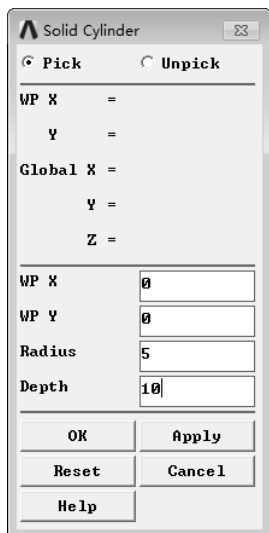 Solid Cylinder
Pick Unpick
WP X =
Y =
Global X =
Y =
Z =
WP X 0
WP Y 0
Radius 5
Depth 10
OK Apply
Reset Cancel
Help